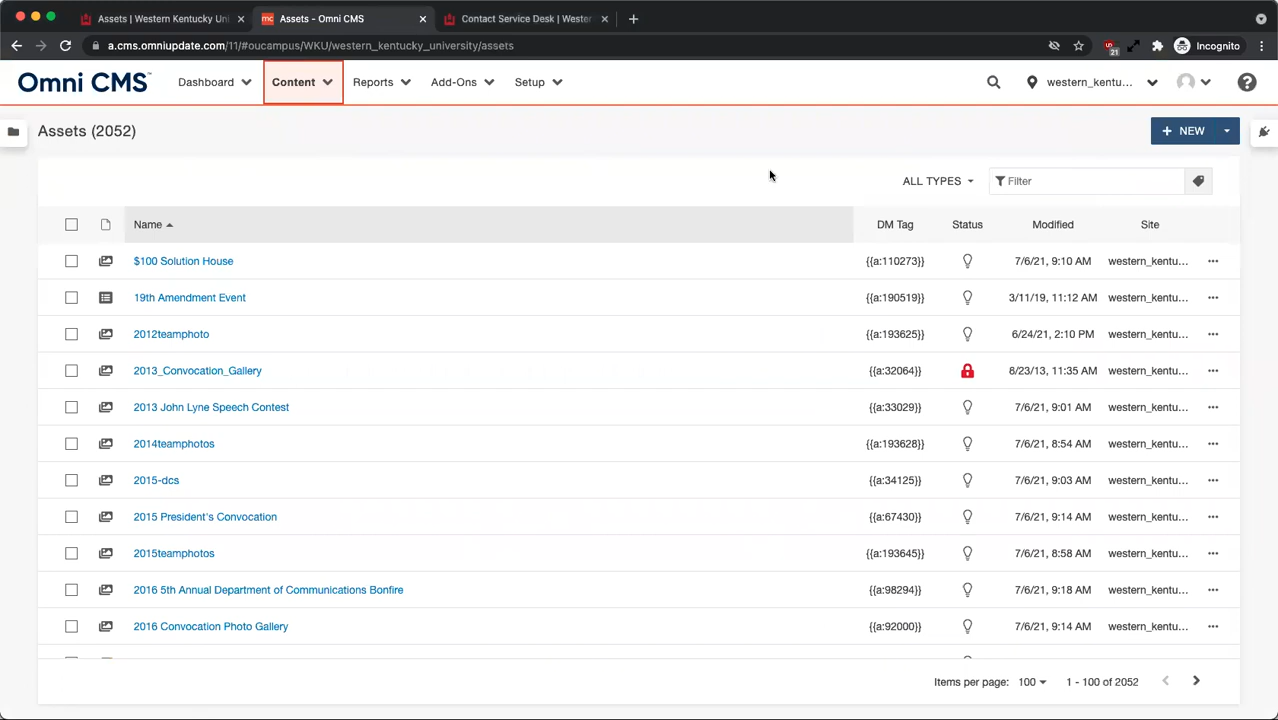 Assets | Western Kentucky Uni
Assets - Omni CMS
Contact Service Desk | Weste
a.cms.omniupdate.com/11/#oucampus/WKU/western_kentucky_university/assets
21
Incognito
Omni CMS
Dashboard
Content
Reports
Add-Ons
Setup
western_kentu...
Assets (2052)
+ NEW
ALL TYPES
Filter
Name DM Tag Status Modified Site
$100 Solution House {{a:110273}} 7/6/21, 9:10 AM western_kentu... ...
19th Amendment Event {{a:190519}} 3/11/19, 11:12 AM western_kentu... ...
2012teamphoto {{a:193625}} 6/24/21, 2:10 PM western_kentu... ...
2013_Convocation_Gallery {{a:32064}} 8/23/13, 11:35 AM western_kentu... ...
2013 John Lyne Speech Contest {{a:33029}} 7/6/21, 9:01 AM western_kentu... ...
2014teamphotos {{a:193628}} 7/6/21, 8:54 AM western_kentu... ...
2015-dcs {{a:34125}} 7/6/21, 9:03 AM western_kentu... ...
2015 President's Convocation {{a:67430}} 7/6/21, 9:14 AM western_kentu... ...
2015teamphotos {{a:193645}} 7/6/21, 8:58 AM western_kentu... ...
2016 5th Annual Department of Communications Bonfire {{a:98294}} 7/6/21, 9:18 AM western_kentu... ...
2016 Convocation Photo Gallery {{a:92000}} 7/6/21, 9:14 AM western_kentu... ...
Items per page: 100 1 - 100 of 2052